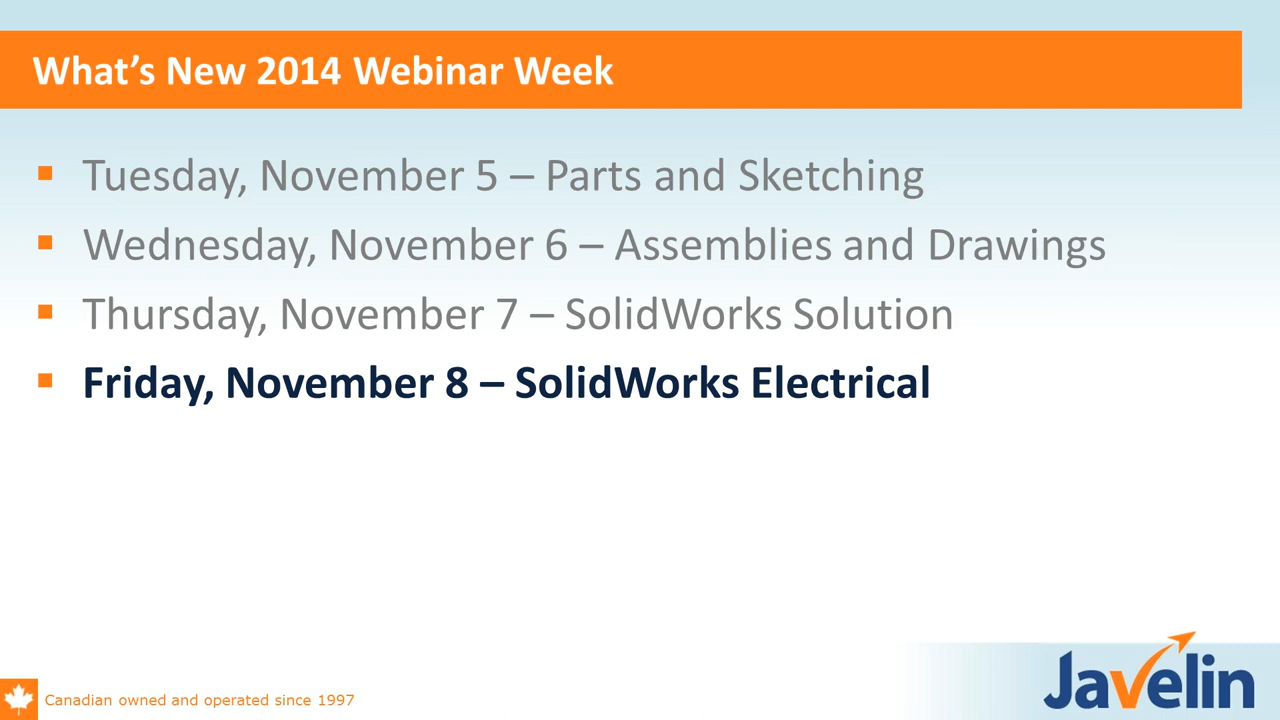 What’s New 2014 Webinar Week
▪ Tuesday, November 5 – Parts and Sketching
▪ Wednesday, November 6 – Assemblies and Drawings
▪ Thursday, November 7 – SolidWorks Solution
▪ Friday, November 8 – SolidWorks Electrical
Canadian owned and operated since 1997
Javelin